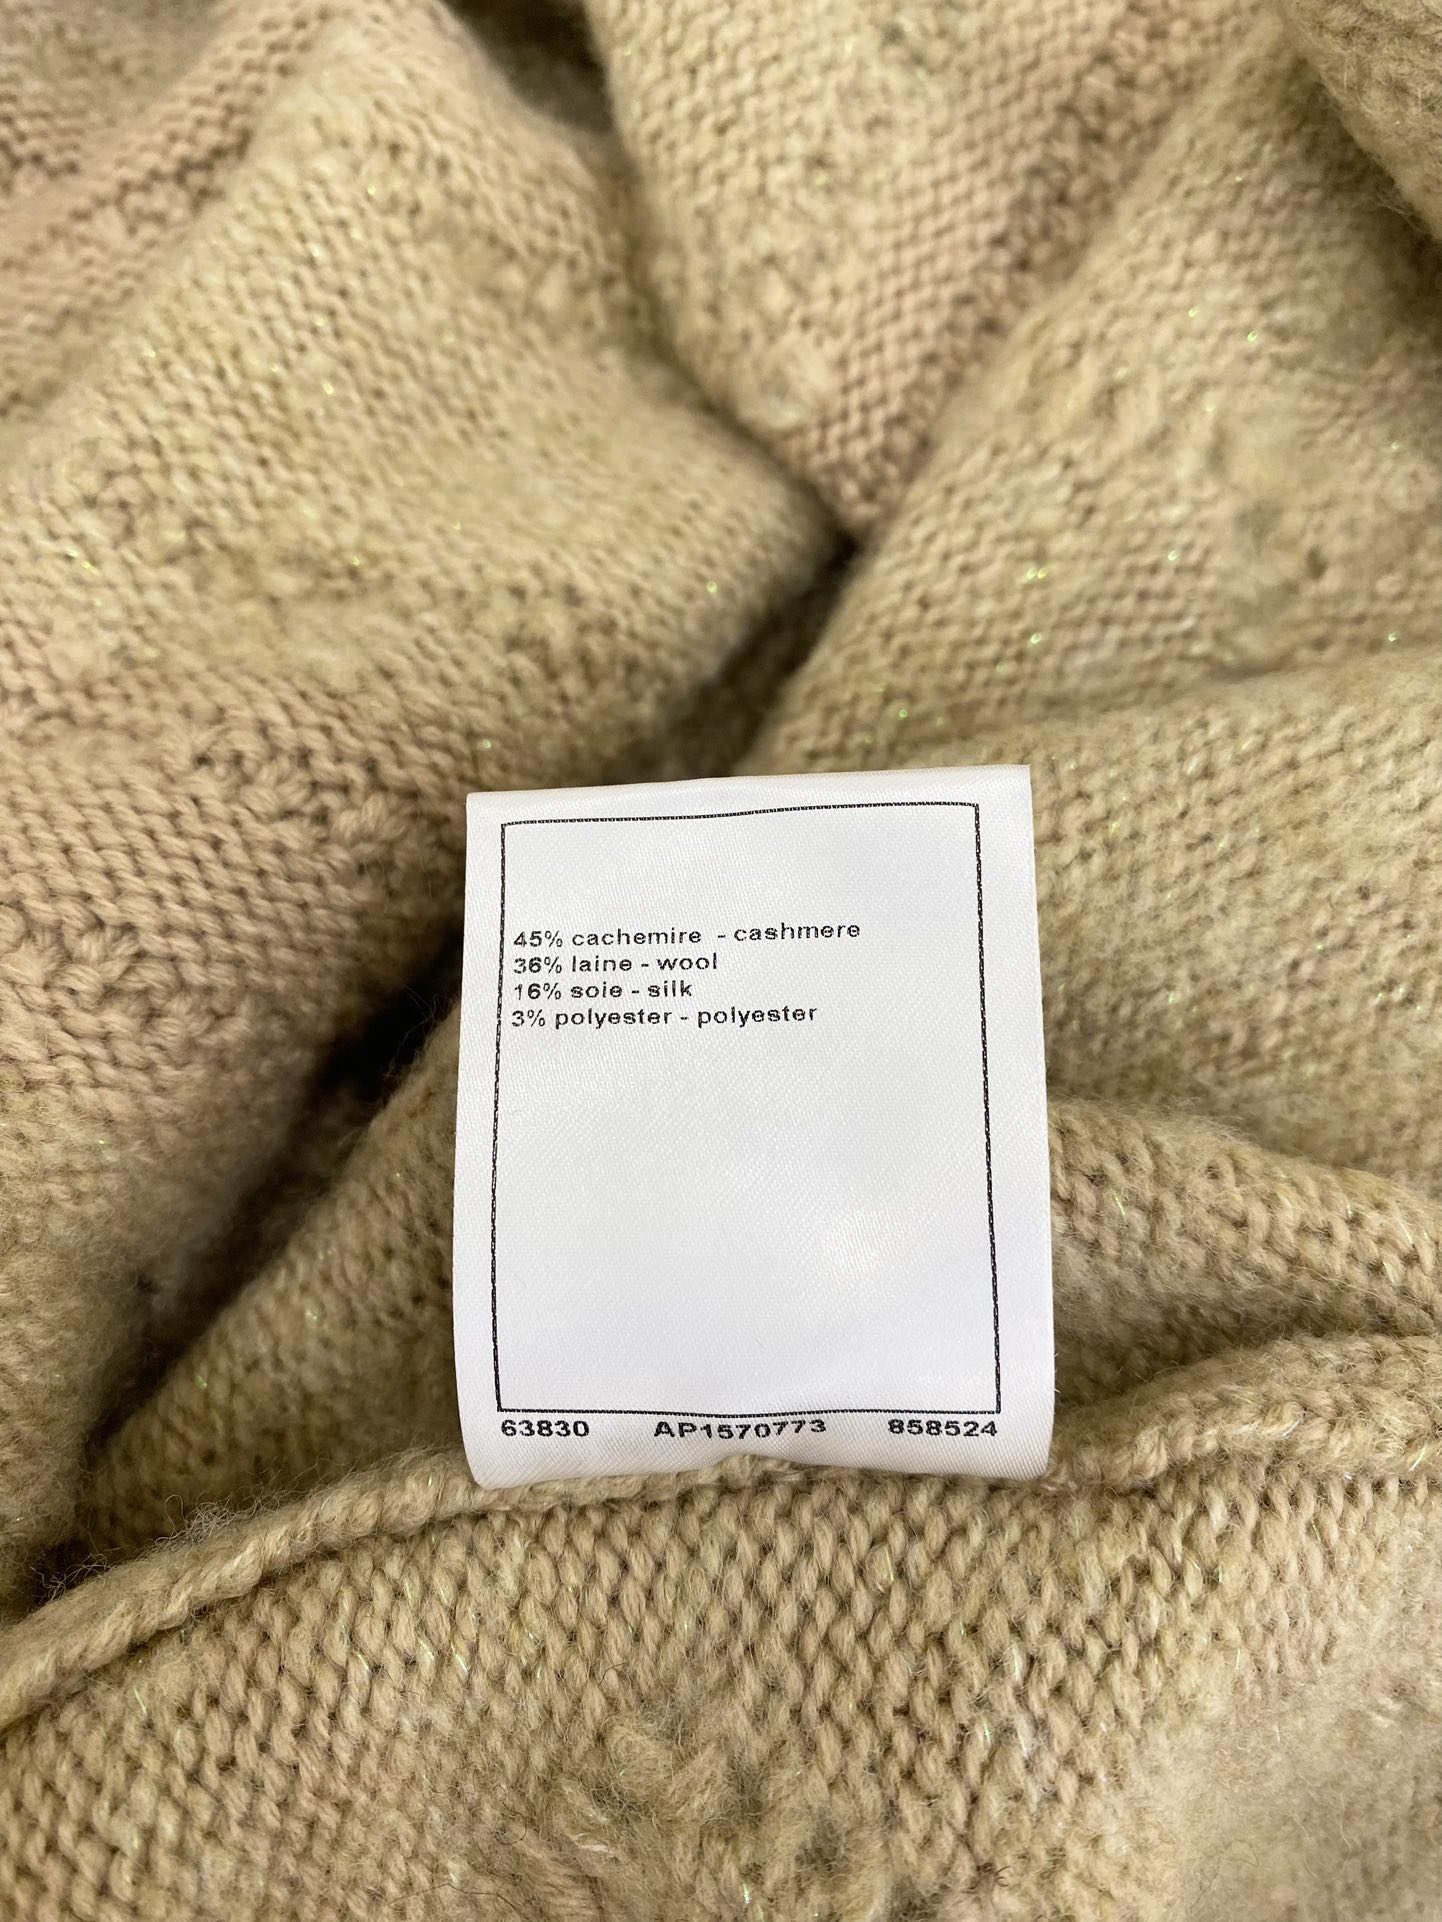 45% cachemire - cashmere
36% laine - wool
16% soie - silk
3% polyester - polyester
63830 AP1570773 858524